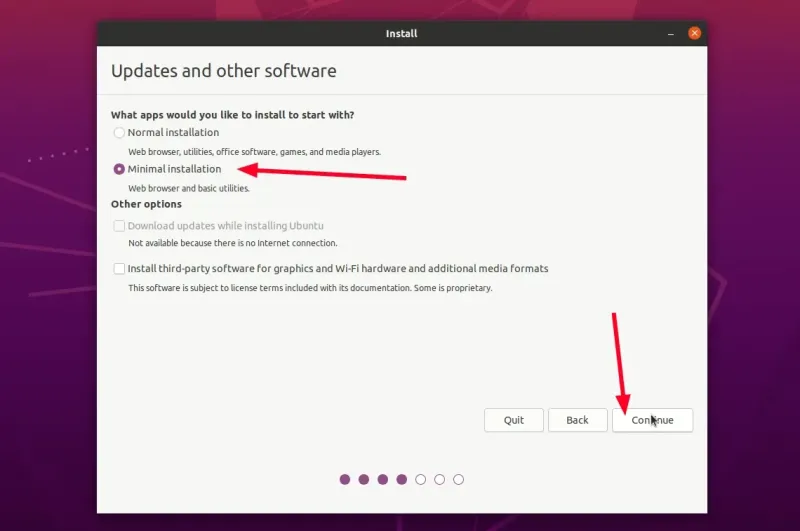 Install
Updates and other software
What apps would you like to install to start with?
Normal installation
Web browser, utilities, office software, games, and media players.
Minimal installation
Web browser and basic utilities.
Other options
Download updates while installing Ubuntu
Not available because there is no Internet connection.
Install third-party software for graphics and Wi-Fi hardware and additional media formats
This software is subject to license terms included with its documentation. Some is proprietary.
Quit
Back
Continue